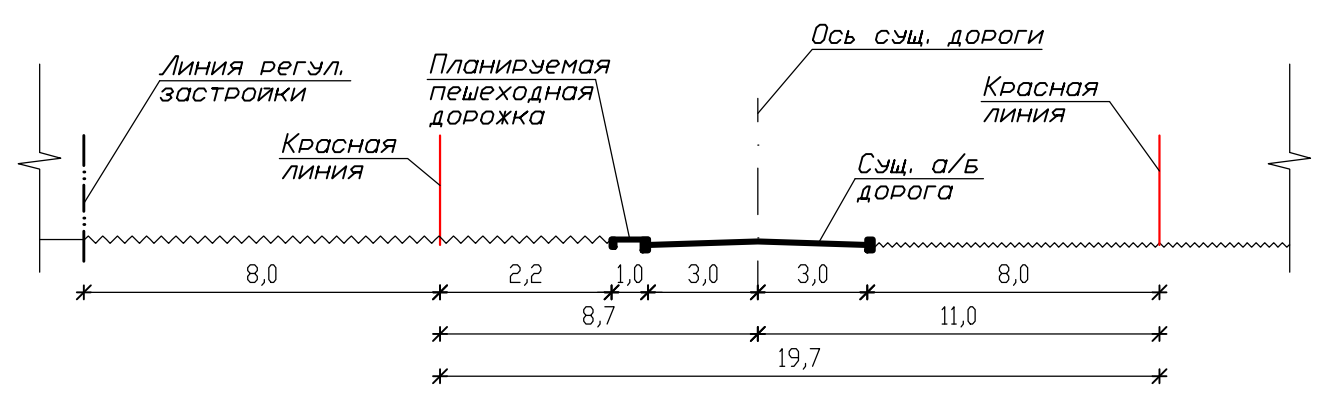 Ось сущ. дороги
Линия регул.
застройки
Планируемая
пешеходная
дорожка
Красная
линия
Красная
линия
Сущ. а/б
дорога
8,0
2,2
1,0
3,0
3,0
8,0
8,7
11,0
19,7